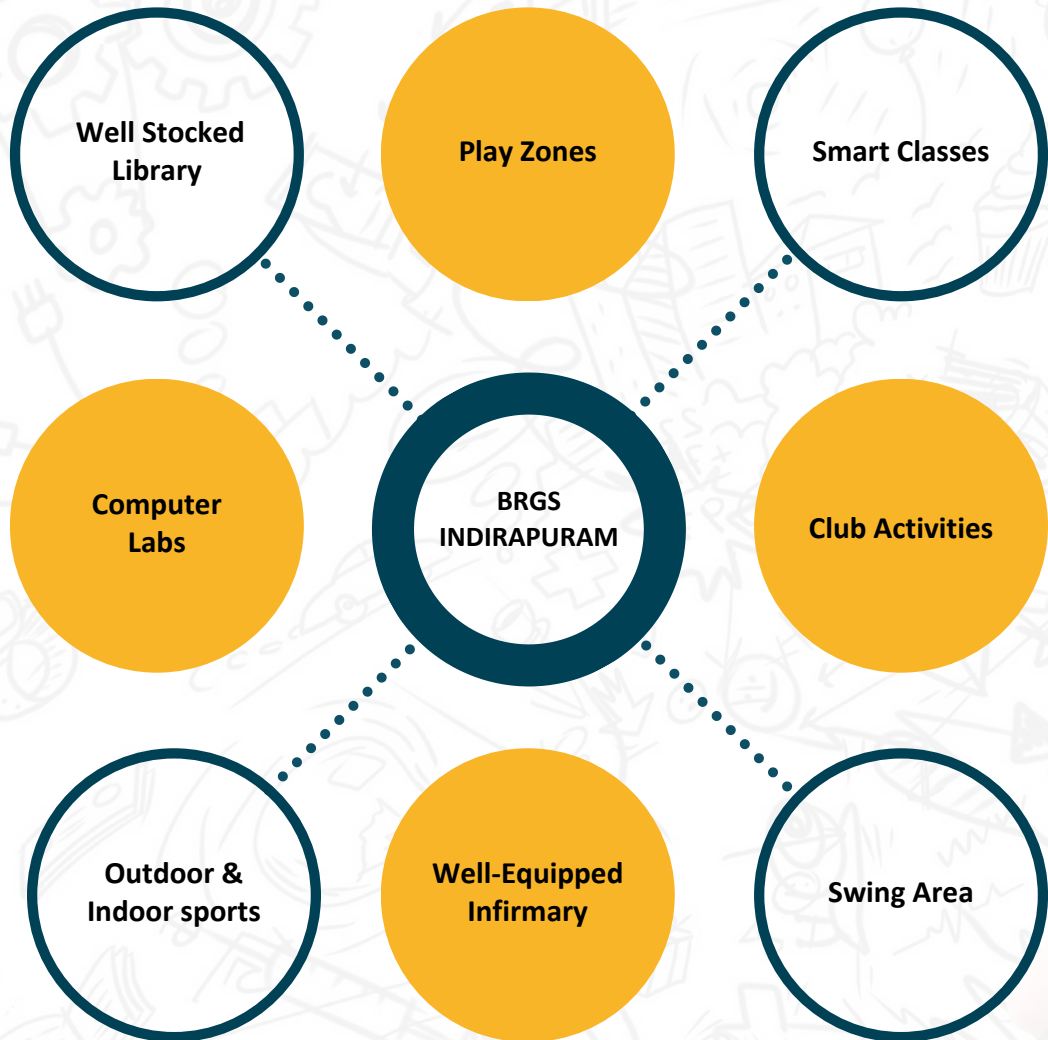 Well Stocked
Library
Play Zones
Smart Classes
Computer
Labs
BRGS
INDIRAPURAM
Club Activities
Outdoor &
Indoor sports
Well-Equipped
Infirmary
Swing Area